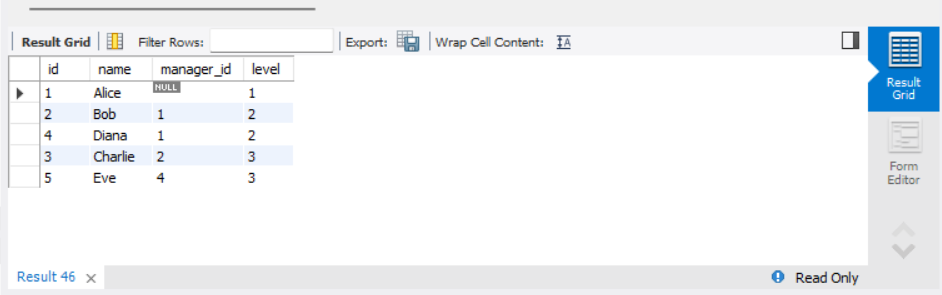 Result Grid Filter Rows: Export: Wrap Cell Content: IA
id name manager_id level
1 Alice NULL 1
2 Bob 1 2
4 Diana 1 2
3 Charlie 2 3
5 Eve 4 3
Result
Grid
Form
Editor
Result 46 × Read Only